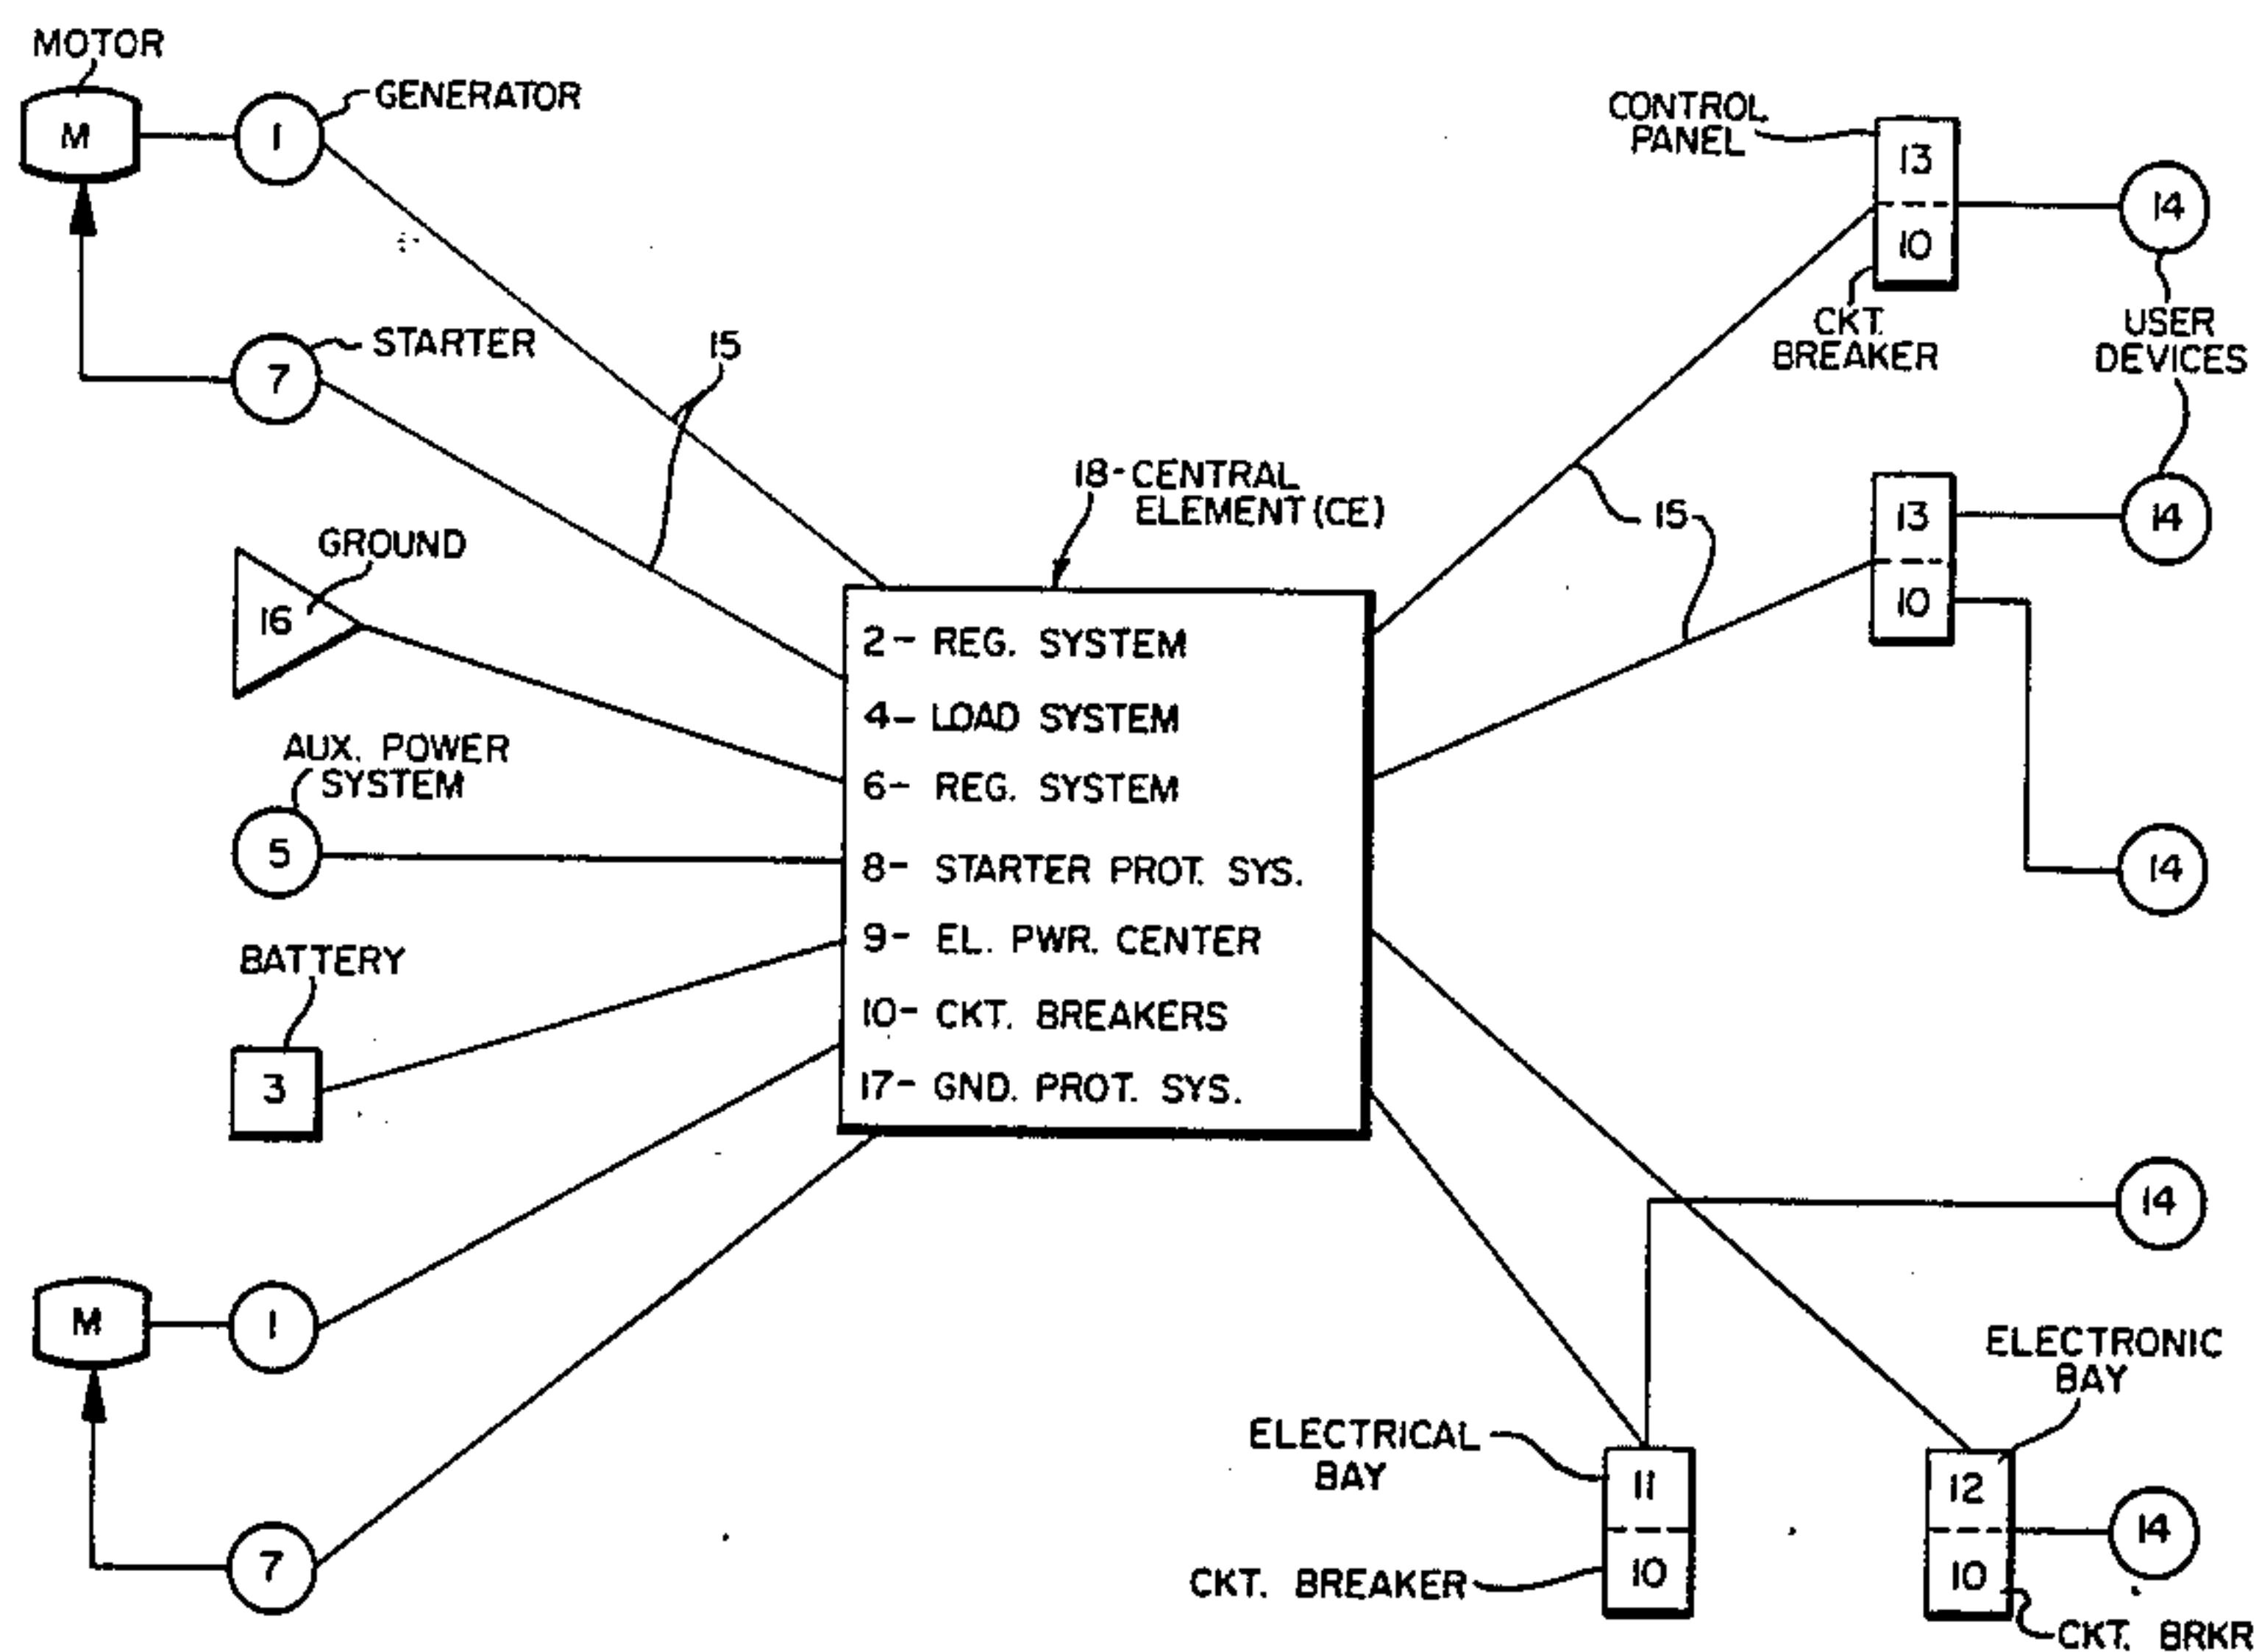 MOTOR
M
1
GENERATOR
7
STARTER
15
GROUND
16
AUX. POWER
SYSTEM
5
BATTERY
3
M
1
7
18-CENTRAL
ELEMENT (CE)
2- REG. SYSTEM
4- LOAD SYSTEM
6- REG. SYSTEM
8- STARTER PROT. SYS.
9- EL. PWR. CENTER
10- CKT. BREAKERS
17- GND. PROT. SYS.
CONTROL
PANEL
13
10
CKT.
BREAKER
14
USER
DEVICES
15
13
10
14
14
14
ELECTRICAL
BAY
11
10
CKT. BREAKER
ELECTRONIC
BAY
12
10
14
CKT. BRKR